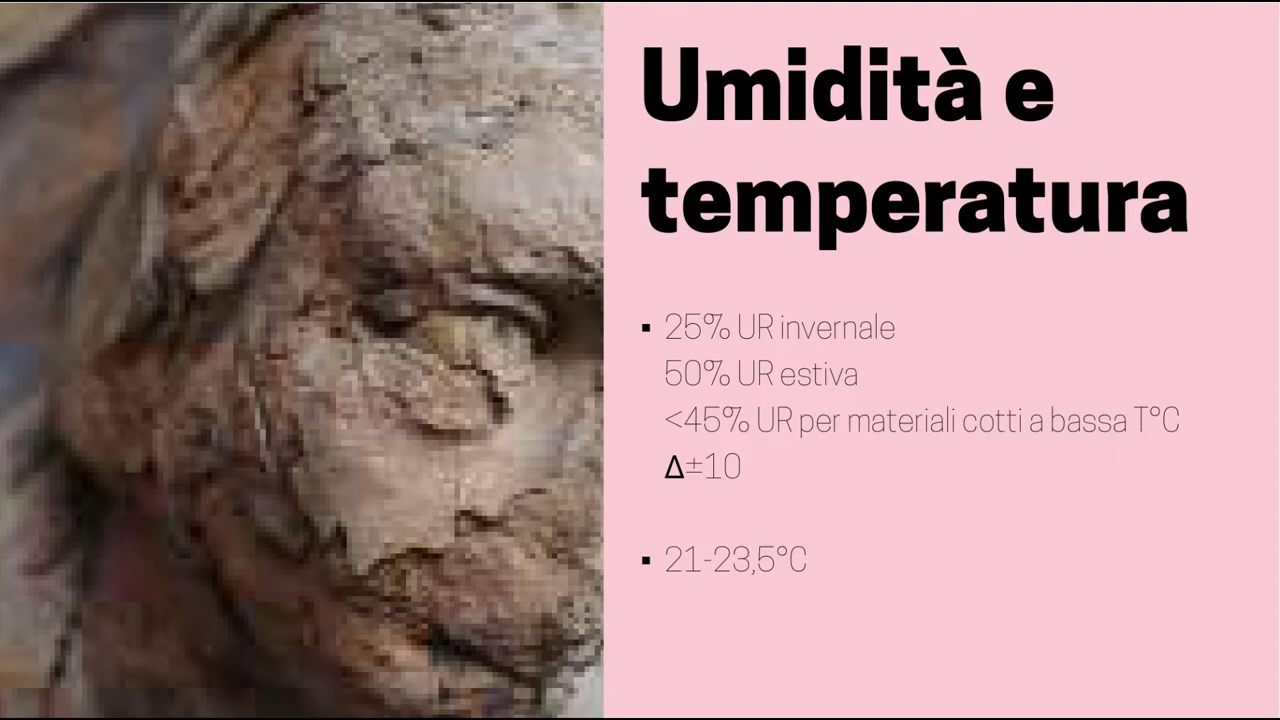 Umidità e
temperatura
▪ 25% UR invernale
50% UR estiva
<45% UR per materiali cotti a bassa T°C
Δ±10
▪ 21-23,5°C